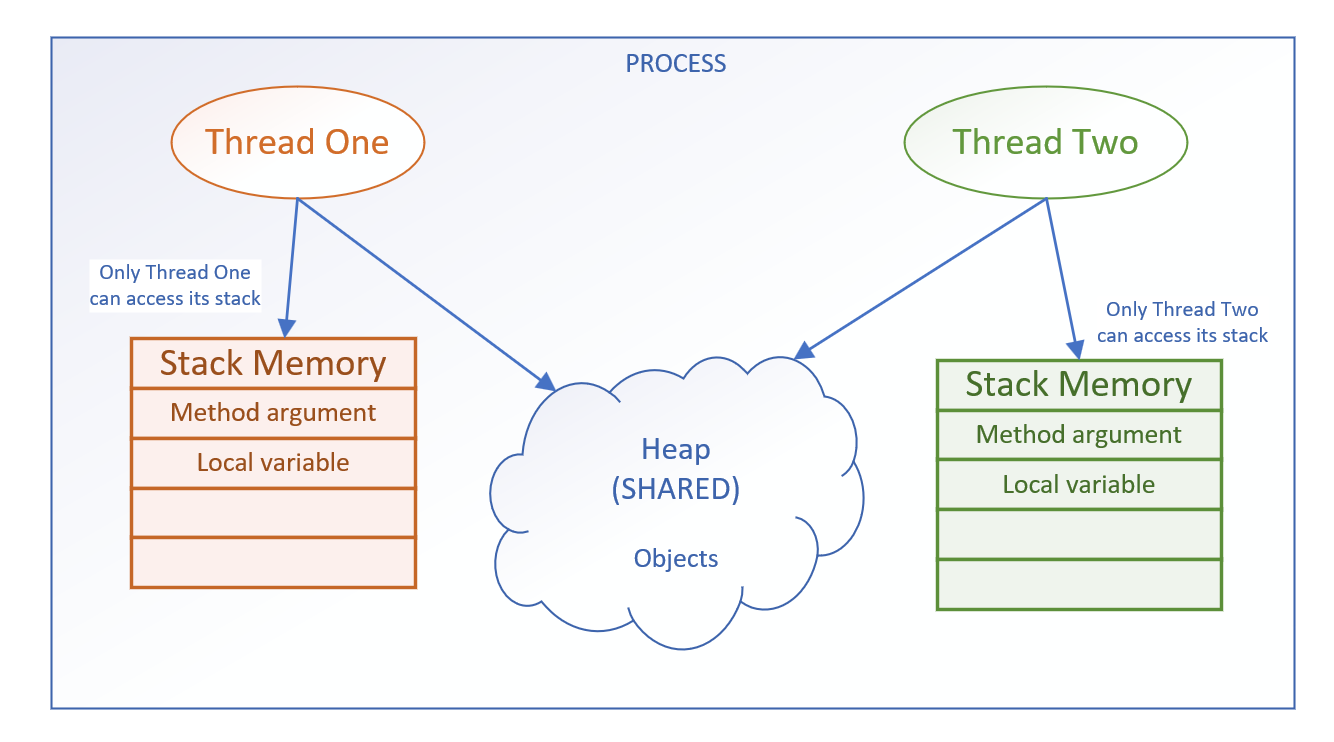 PROCESS
Thread One
Thread Two
Only Thread One
can access its stack
Only Thread Two
can access its stack
Stack Memory
Method argument
Local variable
Heap
(SHARED)
Objects
Stack Memory
Method argument
Local variable